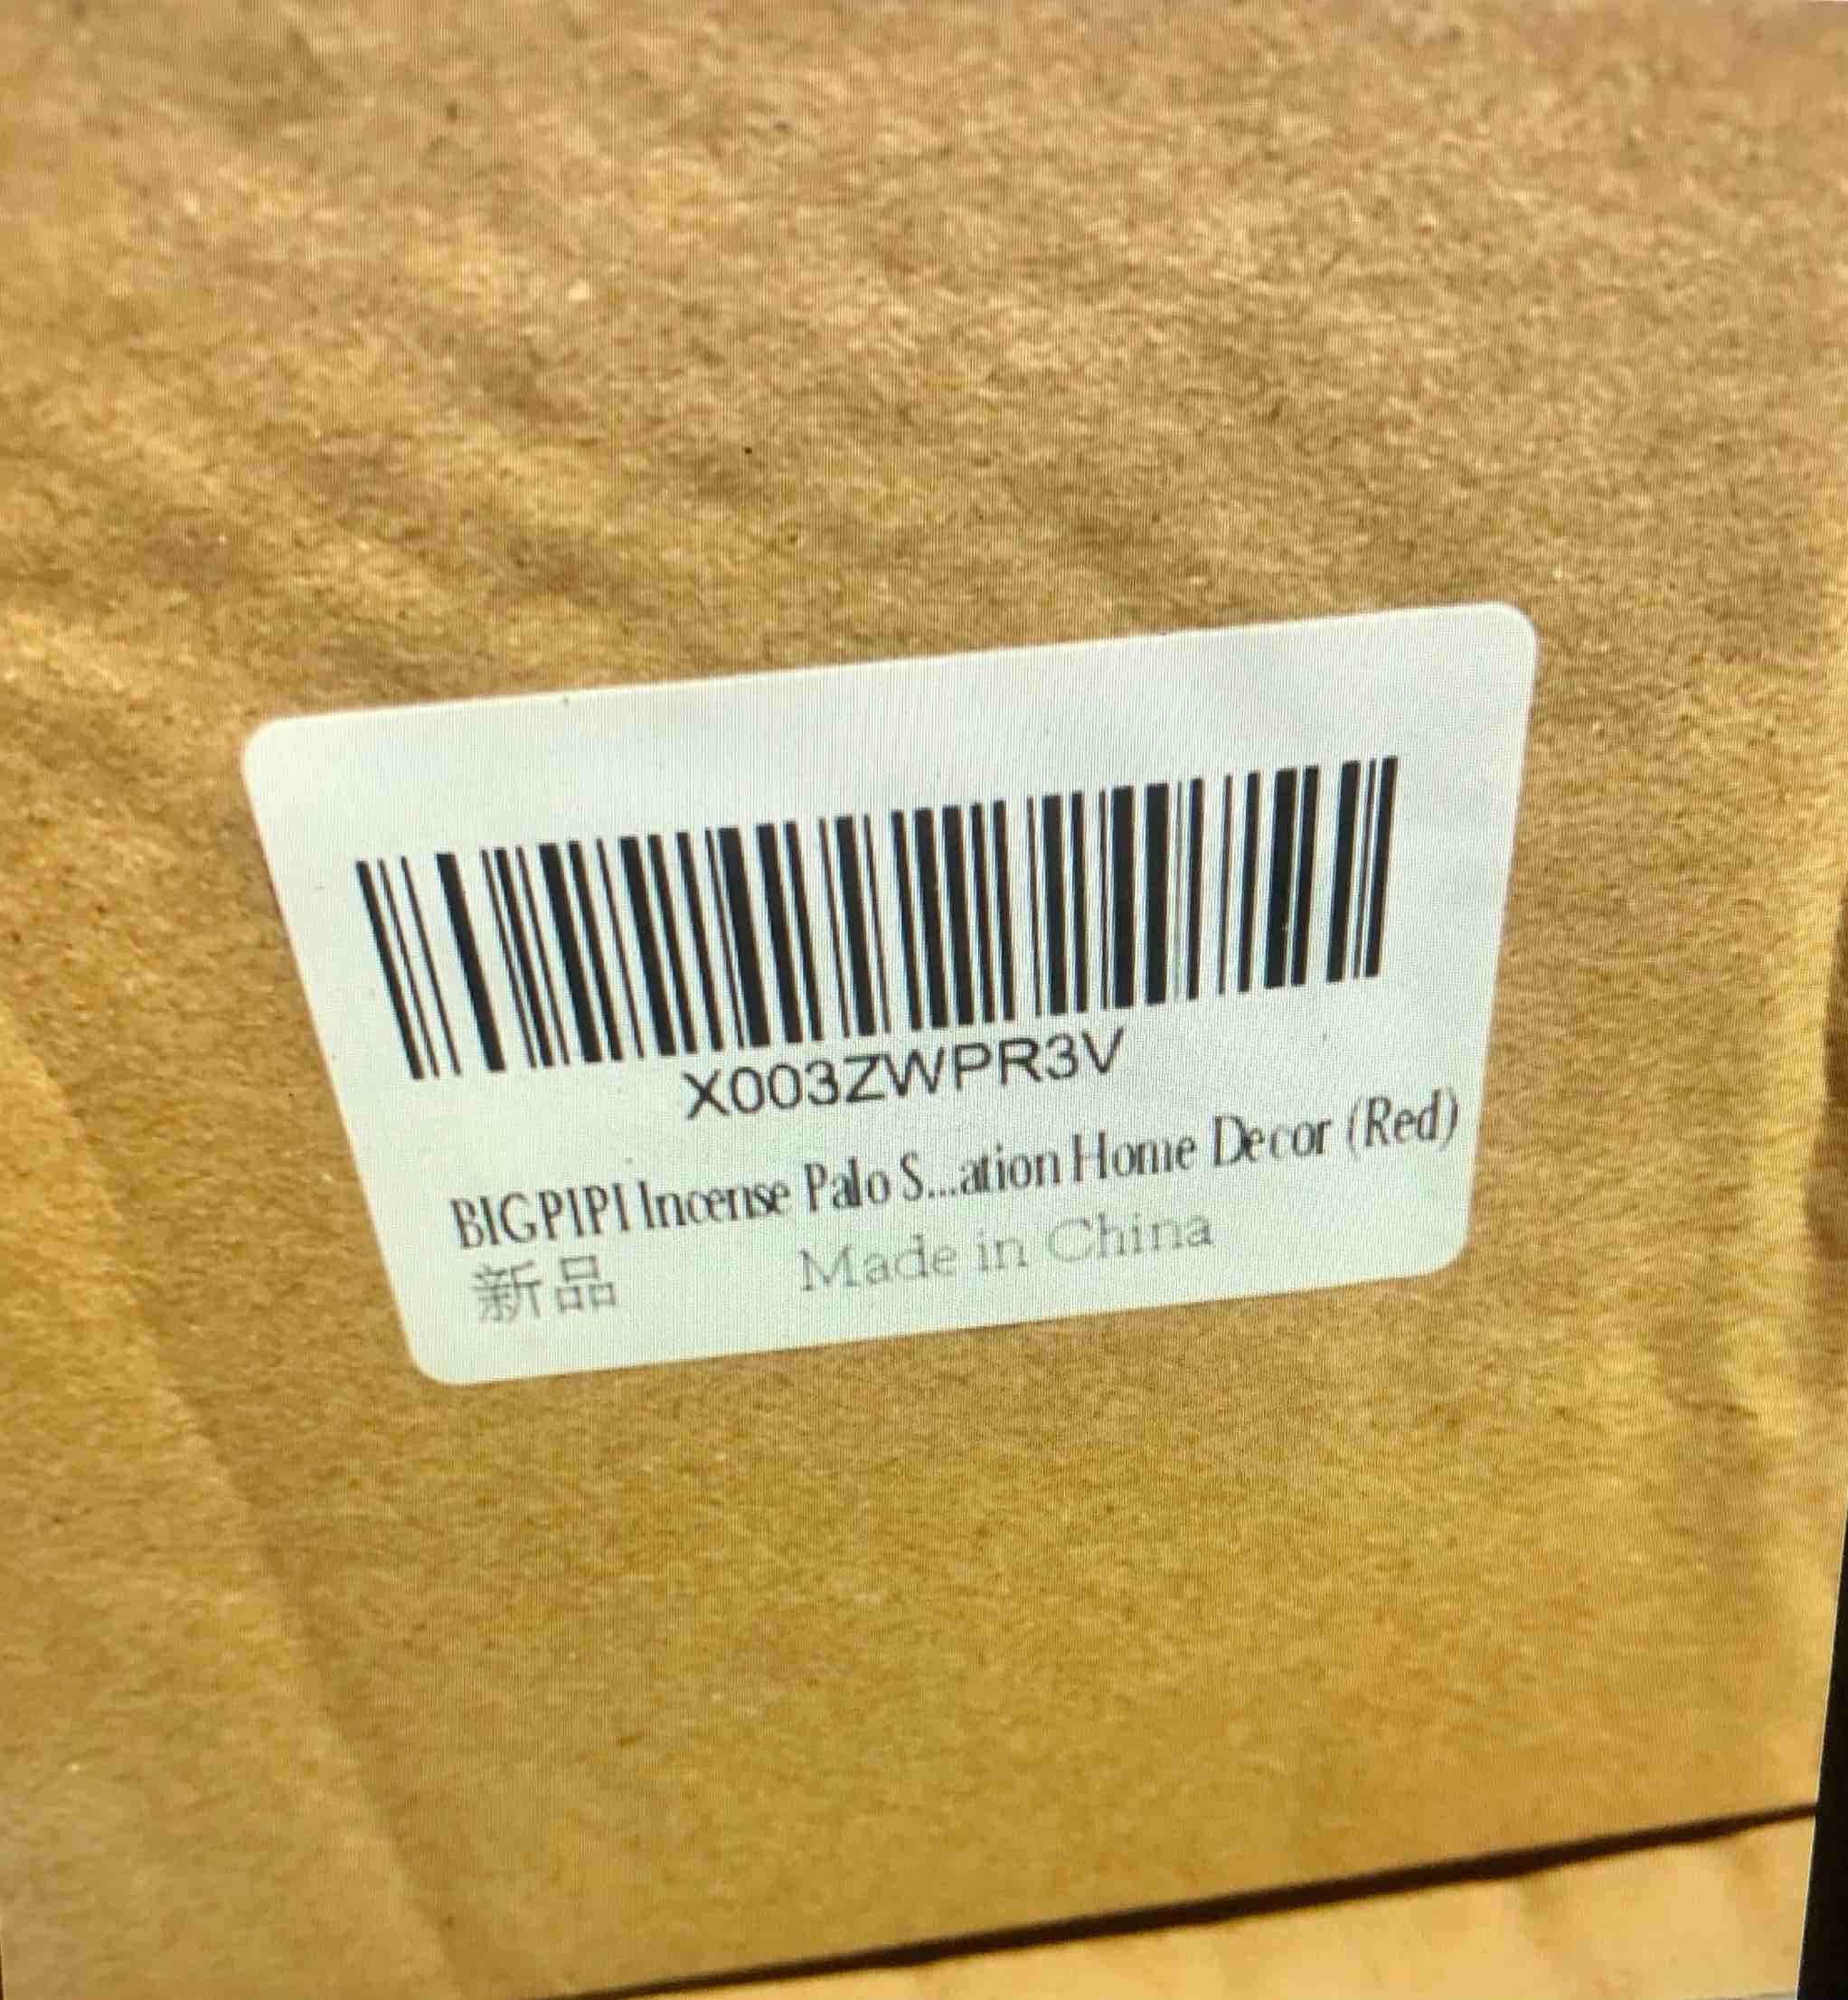 X003ZWPR3V
BIGPIPI Incense Palo S...ation Home Decor (Red)
新品 Made in China